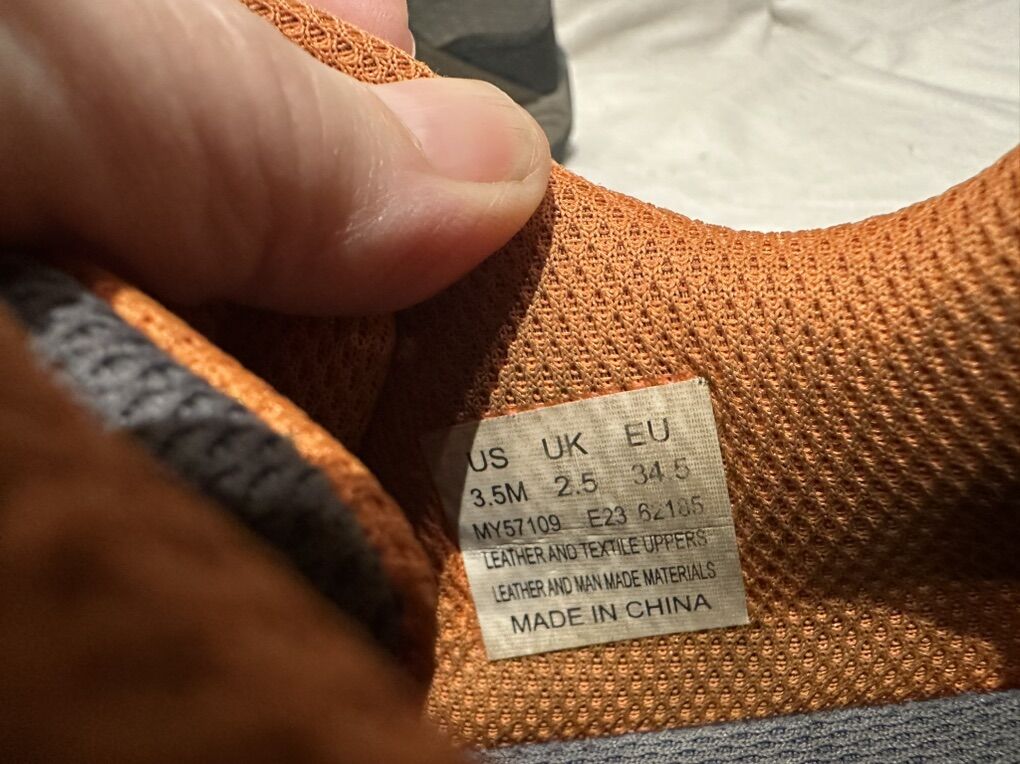 US UK EU
3.5M 2.5 34.5
MY57109 E23 62185
LEATHER AND TEXTILE UPPERS
LEATHER AND MAN MADE MATERIALS
MADE IN CHINA